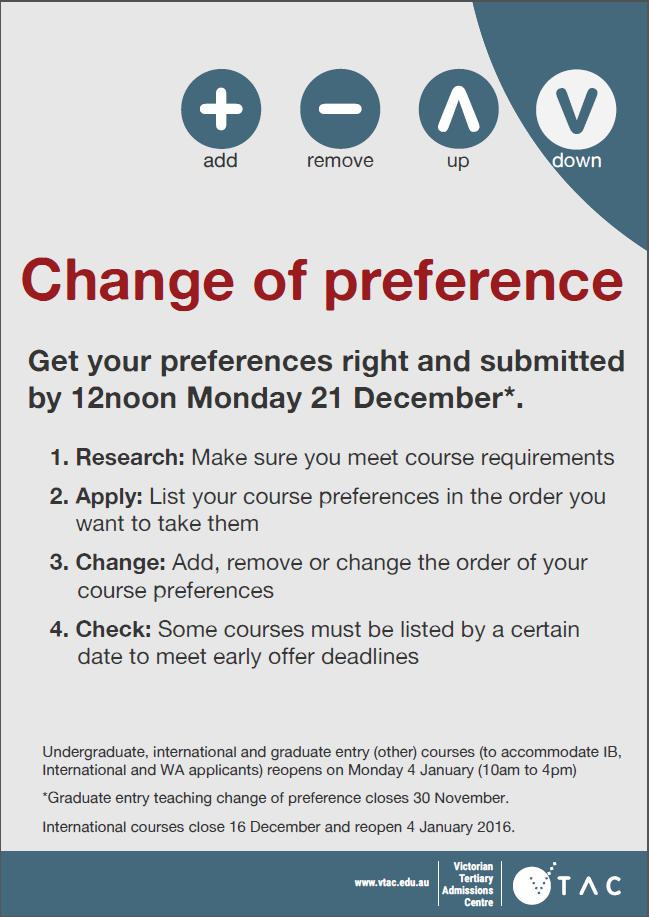 add
remove
up
down
Change of preference
Get your preferences right and submitted
by 12noon Monday 21 December*.
1. Research: Make sure you meet course requirements
2. Apply: List your course preferences in the order you
want to take them
3. Change: Add, remove or change the order of your
course preferences
4. Check: Some courses must be listed by a certain
date to meet early offer deadlines
Undergraduate, international and graduate entry (other) courses (to accommodate IB,
International and WA applicants) reopens on Monday 4 January (10am to 4pm)
*Graduate entry teaching change of preference closes 30 November.
International courses close 16 December and reopen 4 January 2016.
www.vtac.edu.au
Victorian
Tertiary
Admissions
Centre
VTAC